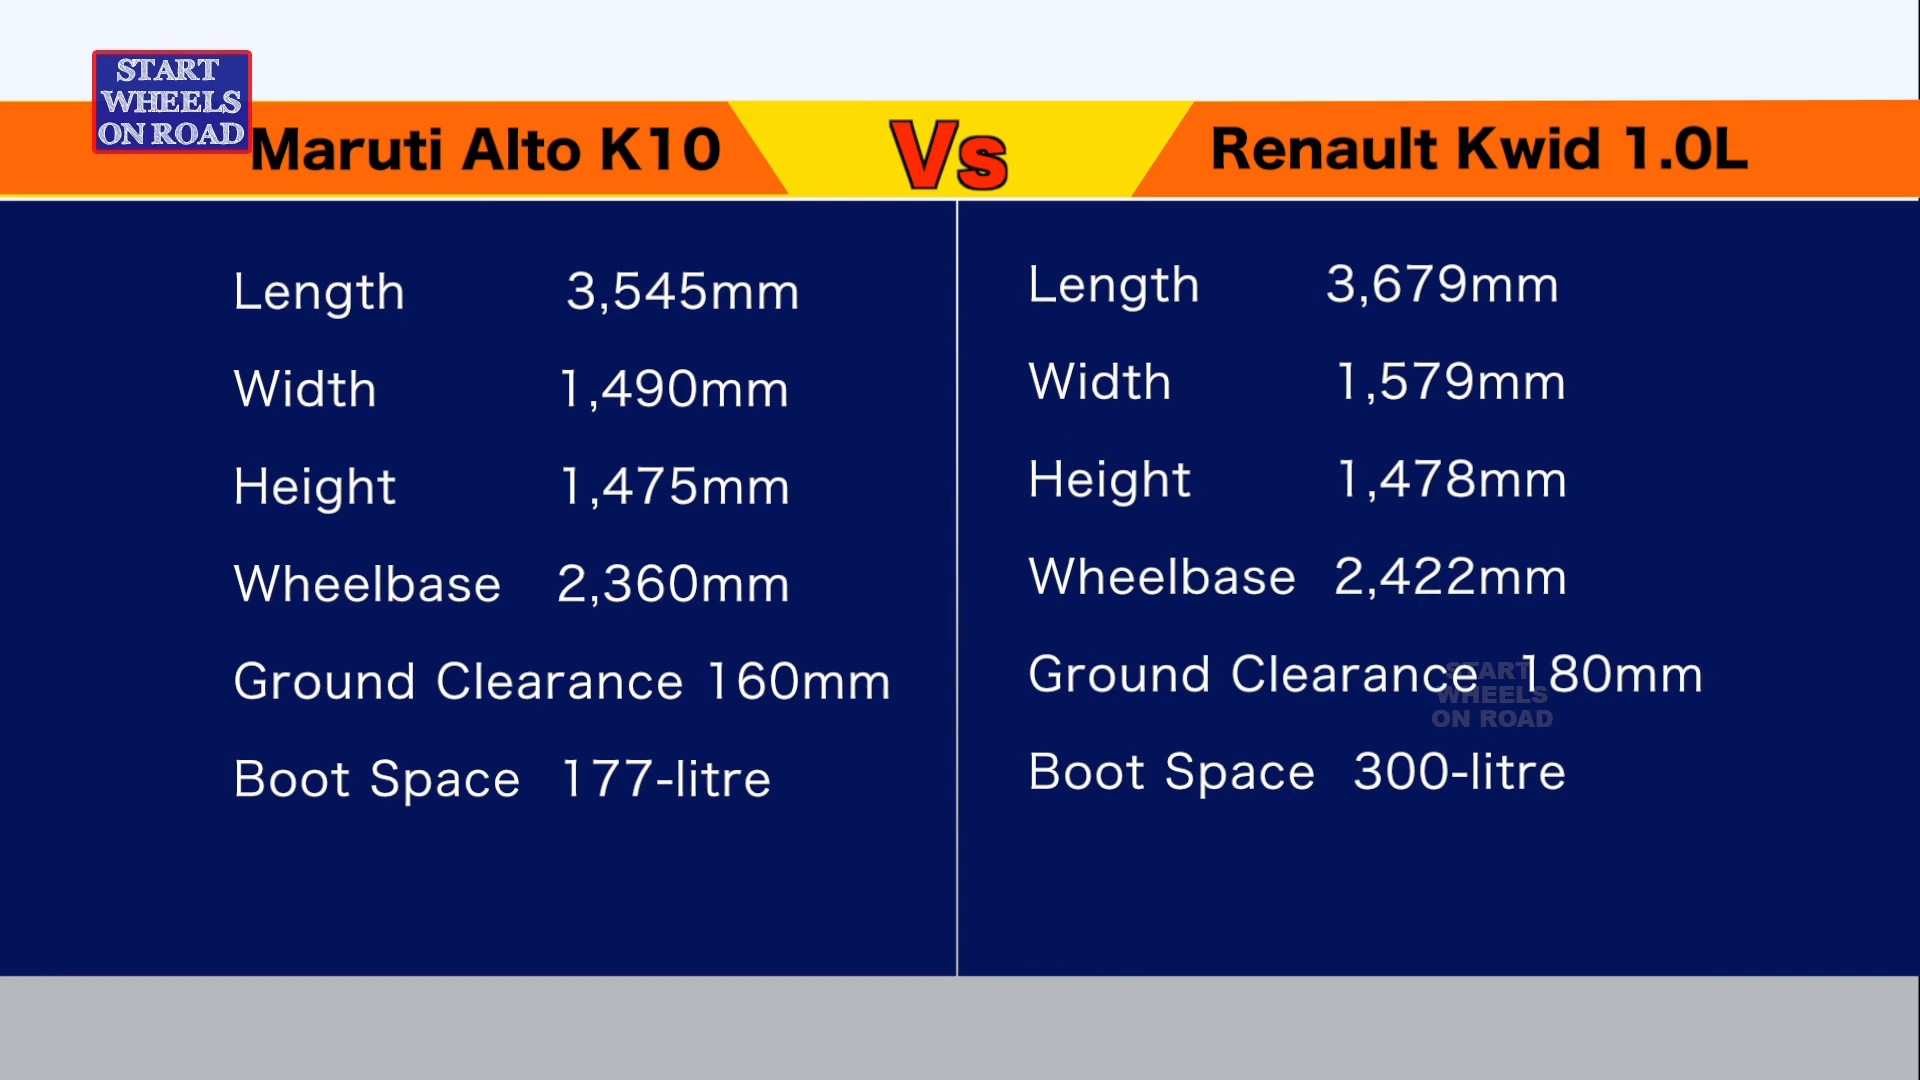 START
WHEELS
ON ROAD
Maruti Alto K10 Vs Renault Kwid 1.0L
Length 3,545mm
Width 1,490mm
Height 1,475mm
Wheelbase 2,360mm
Ground Clearance 160mm
Boot Space 177-litre
Length 3,679mm
Width 1,579mm
Height 1,478mm
Wheelbase 2,422mm
Ground Clearance 180mm
Boot Space 300-litre
START
WHEELS
ON ROAD